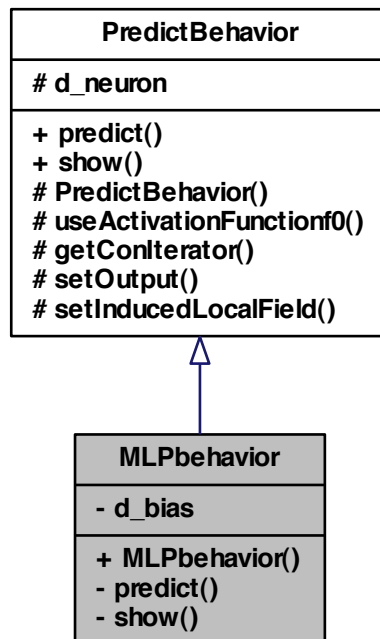 PredictBehavior
# d_neuron
+ predict()
+ show()
# PredictBehavior()
# useActivationFunctionf0()
# getConIterator()
# setOutput()
# setInducedLocalField()
MLPbehavior
- d_bias
+ MLPbehavior()
- predict()
- show()